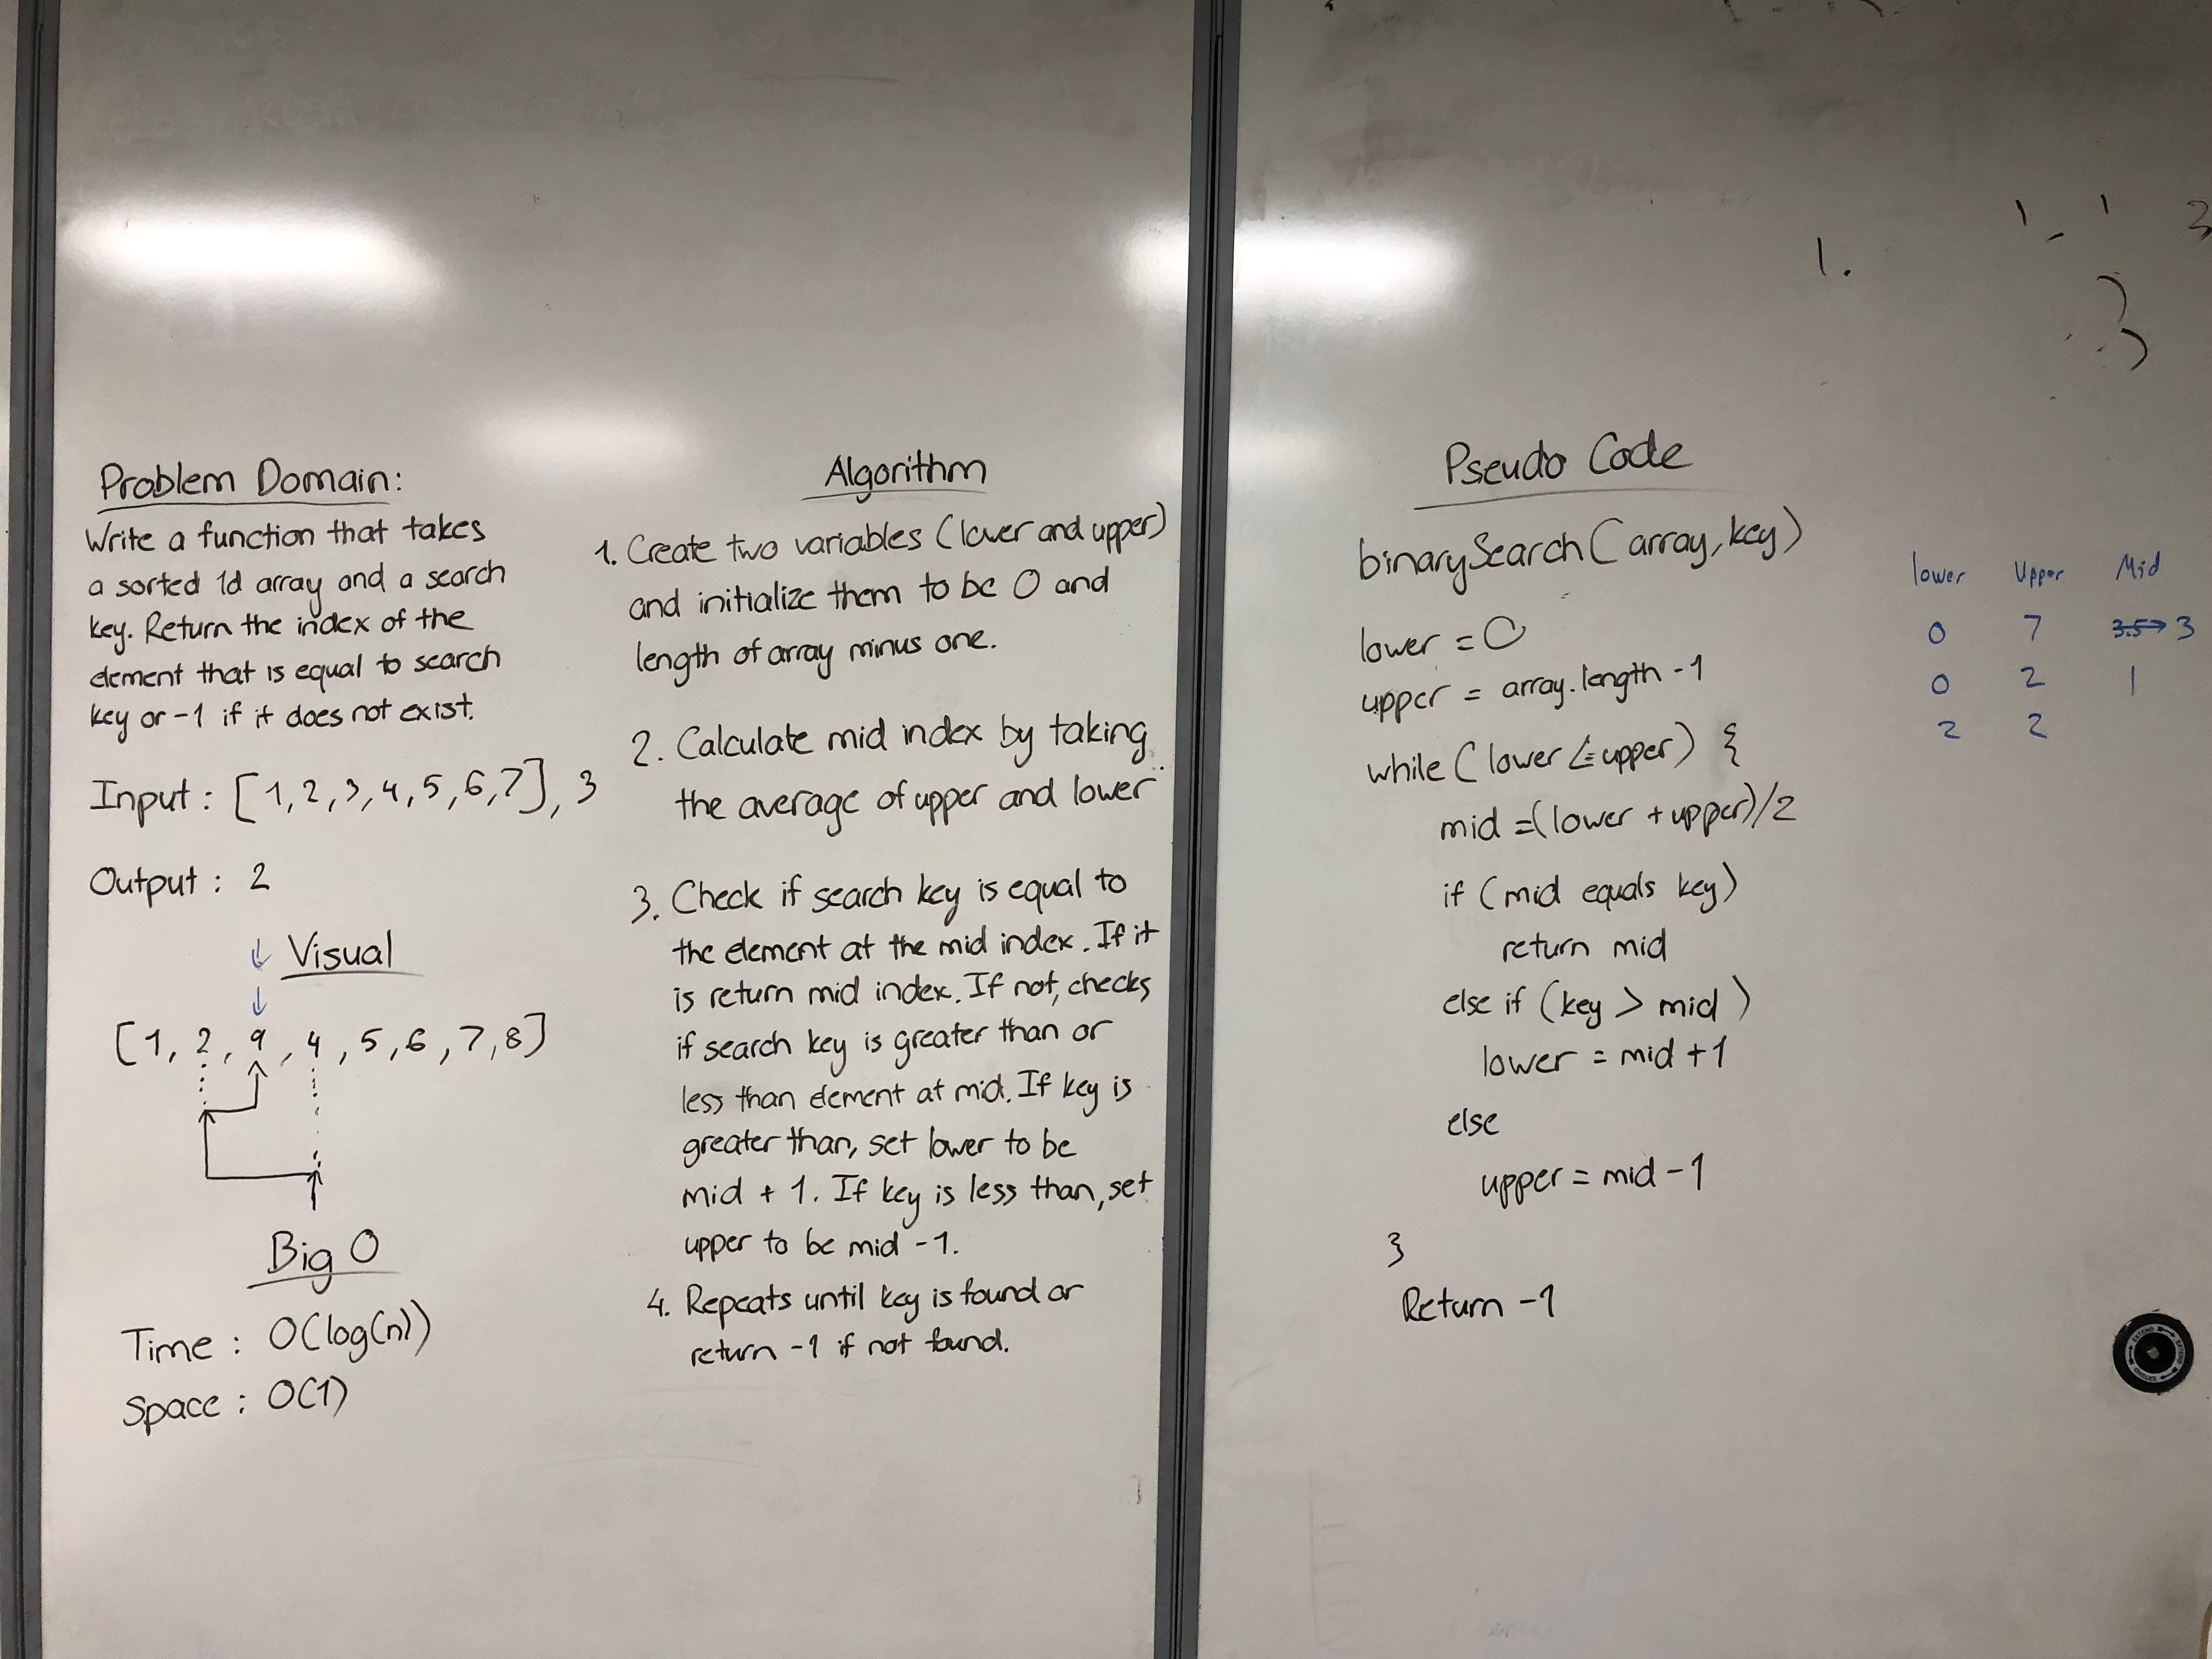 Problem Domain:
Write a function that takes
a sorted 1d array and a search
key. Return the index of the
element that is equal to search
key or -1 if it does not exist.
Input : [1,2,3,4,5,6,7], 3
Output : 2
Visual
[1, 2, 9, 4, 5, 6, 7, 8]
Big O
Time : O(log(n))
Space : O(1)
Algorithm
1. Create two variables (lower and upper)
and initialize them to be 0 and
length of array minus one.
2. Calculate mid index by taking
the average of upper and lower
3. Check if search key is equal to
the element at the mid index. If it
is return mid index. If not, checks
if search key is greater than or
less than element at mid. If key is
greater than, set lower to be
mid + 1. If key is less than, set
upper to be mid -1.
4. Repeats until key is found or
return -1 if not found.
Pseudo Code
binarySearch(array, key)
lower = 0
upper = array.length -1
while (lower <= upper) {
mid = (lower + upper)/2
if (mid equals key)
return mid
else if (key > mid)
lower = mid +1
else
upper = mid -1
}
Return -1
lower Upper Mid
0 7 3.5→3
0 2 1
2 2
1.
3
EXTEND EXTEND EXTEND